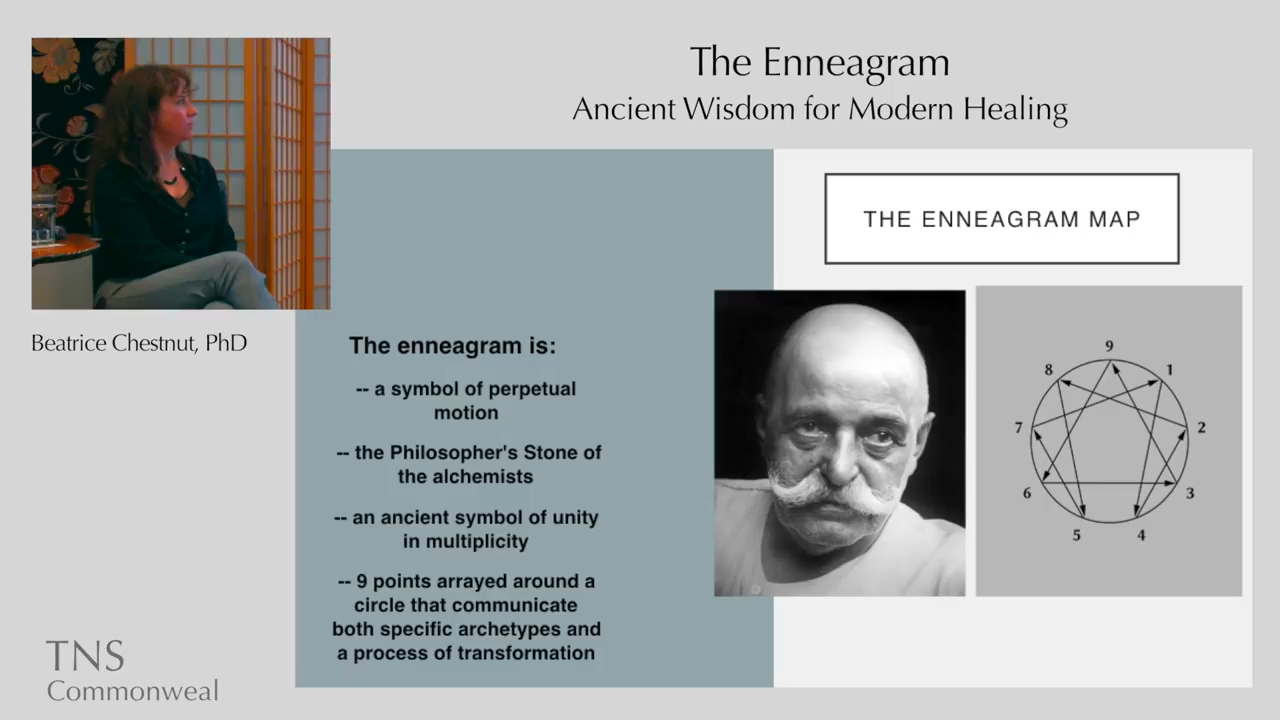 The Enneagram
Ancient Wisdom for Modern Healing
Beatrice Chestnut, PhD
THE ENNEAGRAM MAP
The enneagram is:
-- a symbol of perpetual
motion
-- the Philosopher's Stone of
the alchemists
-- an ancient symbol of unity
in multiplicity
-- 9 points arrayed around a
circle that communicate
both specific archetypes and
a process of transformation
9
8
1
7
2
6
3
5
4
TNS
Commonweal